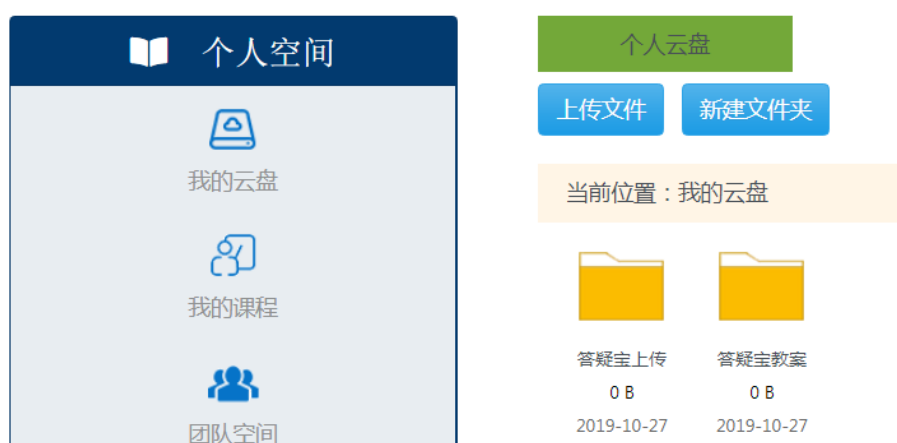 个人空间
我的云盘
我的课程
团队空间
个人云盘
上传文件 新建文件夹
当前位置：我的云盘
答疑宝上传 答疑宝教案
0 B 0 B
2019-10-27 2019-10-27